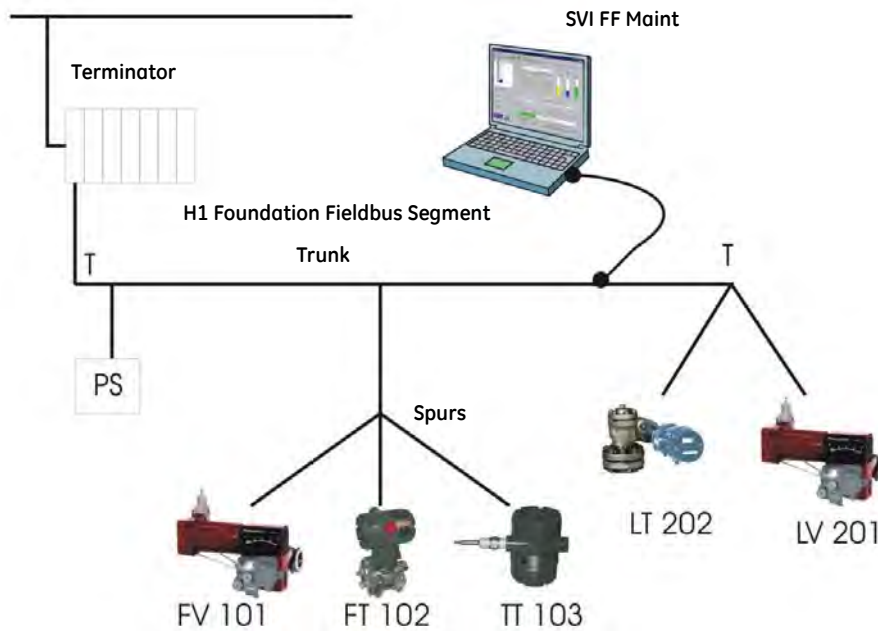 SVI FF Maint
Terminator
H1 Foundation Fieldbus Segment
Trunk
T
T
PS
Spurs
FV 101
FT 102
TT 103
LT 202
LV 201